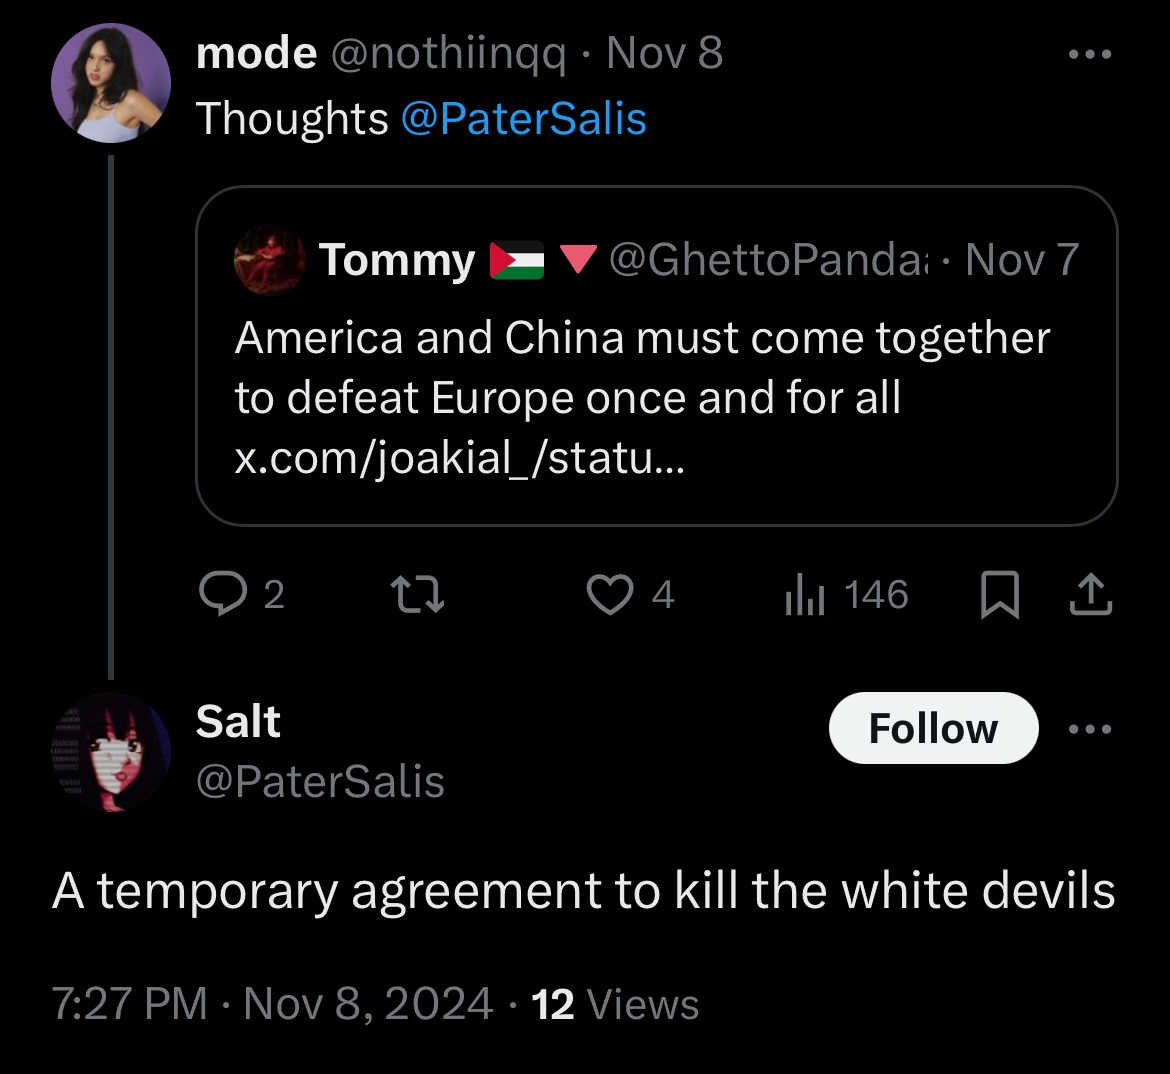 mode @nothiinqq · Nov 8
Thoughts @PaterSalis
Tommy 🇵🇸 🔻 @GhettoPanda · Nov 7
America and China must come together
to defeat Europe once and for all
x.com/joakial_/statu...
2 4 146
Salt
Follow
@PaterSalis
A temporary agreement to kill the white devils
7:27 PM · Nov 8, 2024 · 12 Views